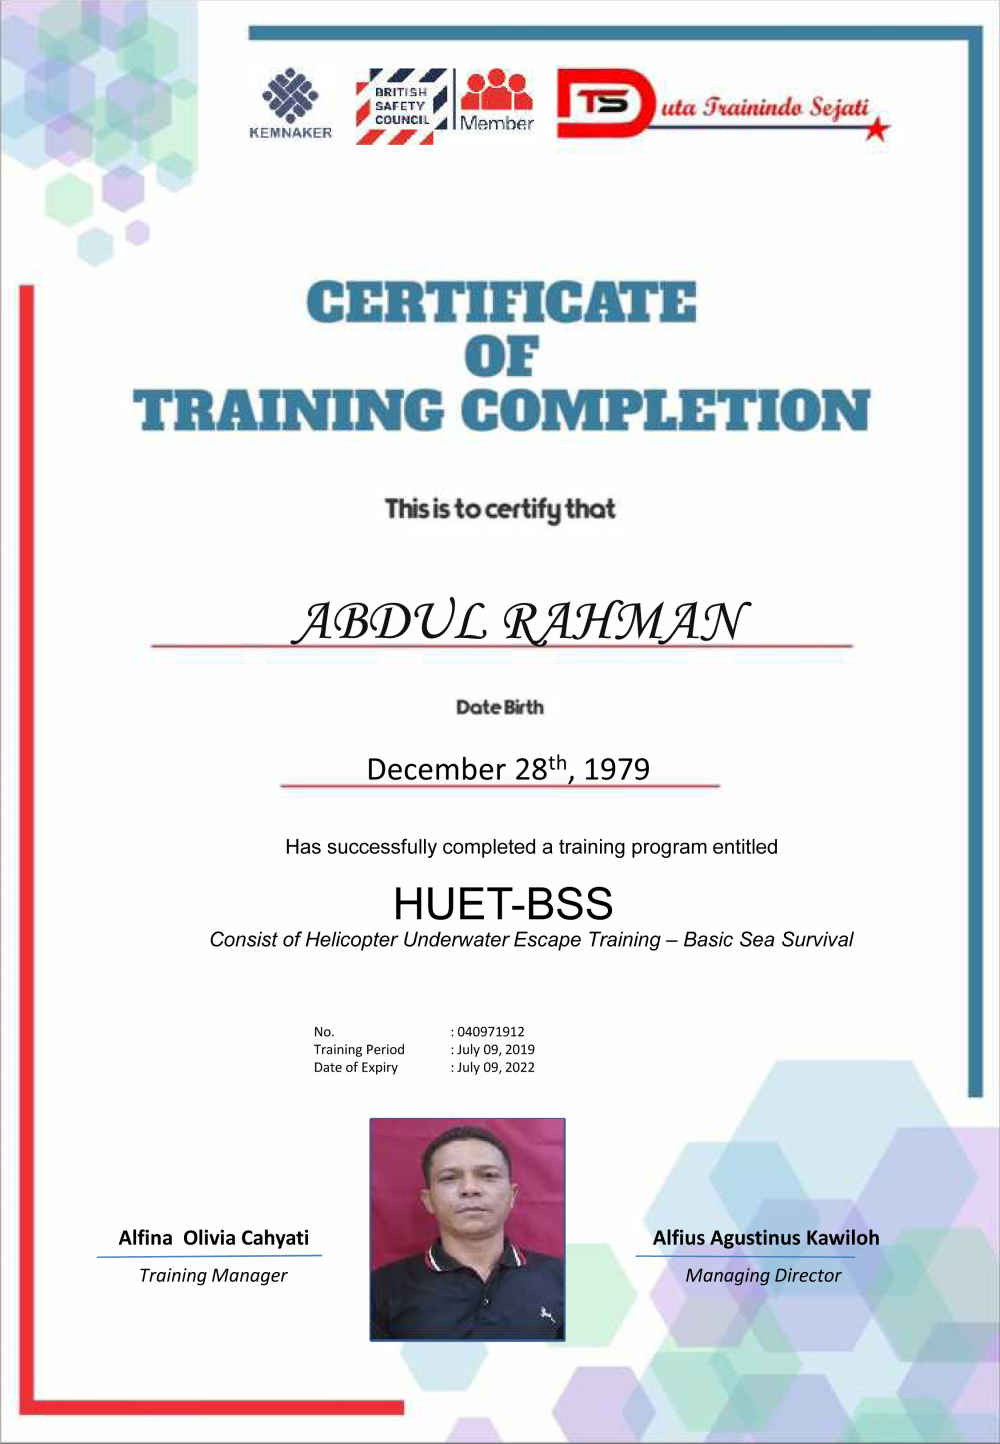 KEMNAKER
BRITISH
SAFETY
COUNCIL
Member
DTS
uta Trainindo Sejati
CERTIFICATE
OF
TRAINING COMPLETION
This is to certify that
ABDUL RAHMAN
Date Birth
December 28th, 1979
Has successfully completed a training program entitled
HUET-BSS
Consist of Helicopter Underwater Escape Training – Basic Sea Survival
No. : 040971912
Training Period : July 09, 2019
Date of Expiry : July 09, 2022
Alfina Olivia Cahyati
Training Manager
Alfius Agustinus Kawiloh
Managing Director